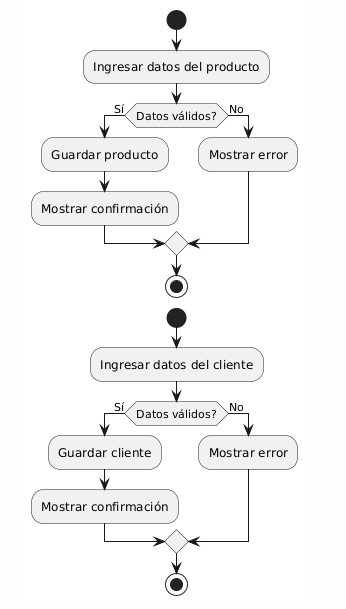 Ingresar datos del producto
Sí
Datos válidos?
No
Guardar producto
Mostrar error
Mostrar confirmación
Ingresar datos del cliente
Sí
Datos válidos?
No
Guardar cliente
Mostrar error
Mostrar confirmación